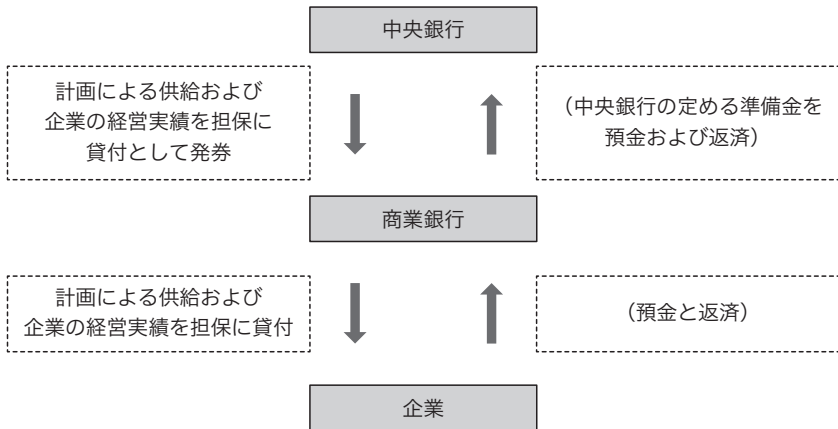 中央銀行
計画による供給および
企業の経営実績を担保に
貸付として発券
（中央銀行の定める準備金を
預金および返済）
商業銀行
計画による供給および
企業の経営実績を担保に貸付
（預金と返済）
企業